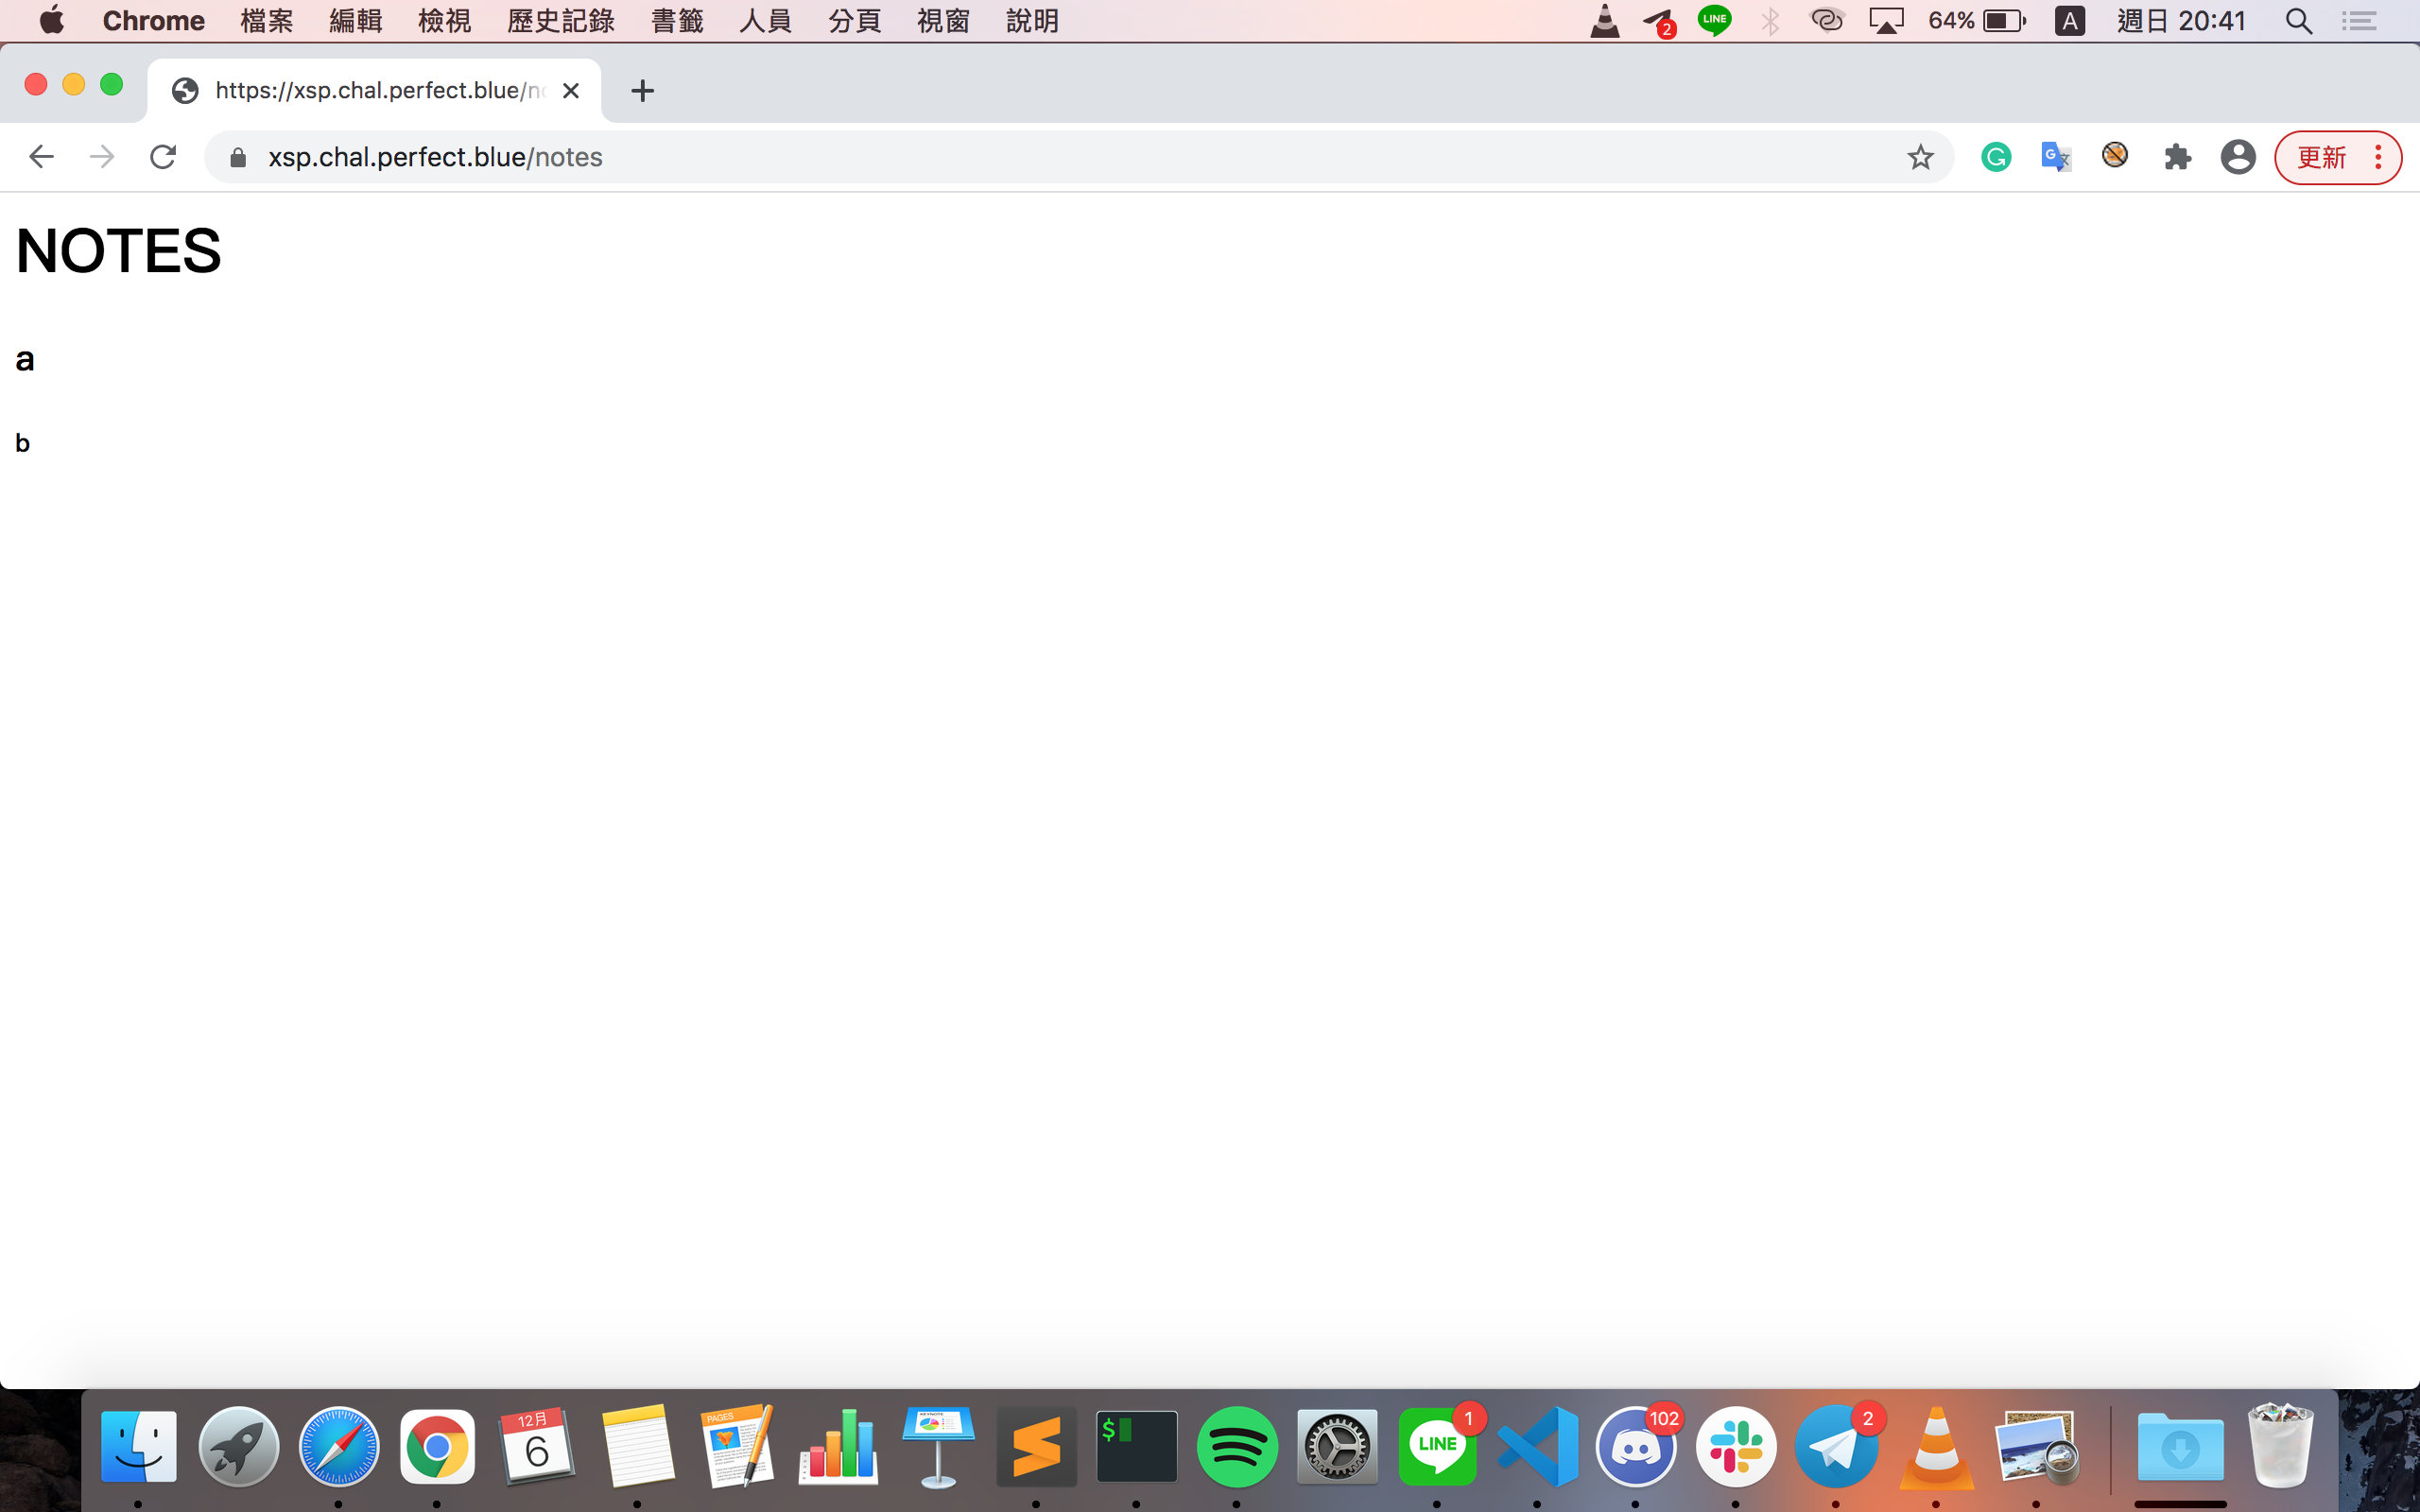 Chrome 檔案 編輯 檢視 歷史記錄 書籤 人員 分頁 視窗 說明 2 LINE 64% A 週日 20:41
https://xsp.chal.perfect.blue/no
xsp.chal.perfect.blue/notes G 更新
NOTES
a
b
12月
6
PAGES
KEYNOTE
$
LINE
1
102
2